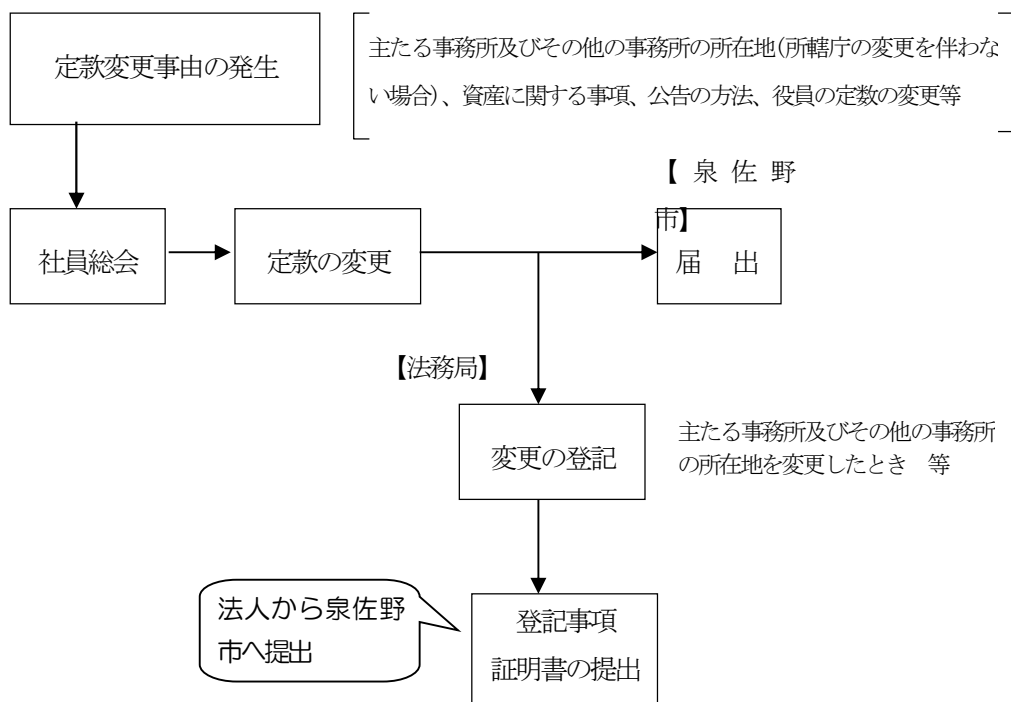 定款変更事由の発生
主たる事務所及びその他の事務所の所在地(所轄庁の変更を伴わな
い場合)、資産に関する事項、公告の方法、役員の定数の変更等
【 泉 佐 野
市】
社員総会
定款の変更
届 出
【法務局】
変更の登記
主たる事務所及びその他の事務所
の所在地を変更したとき 等
法人から泉佐野
市へ提出
登記事項
証明書の提出